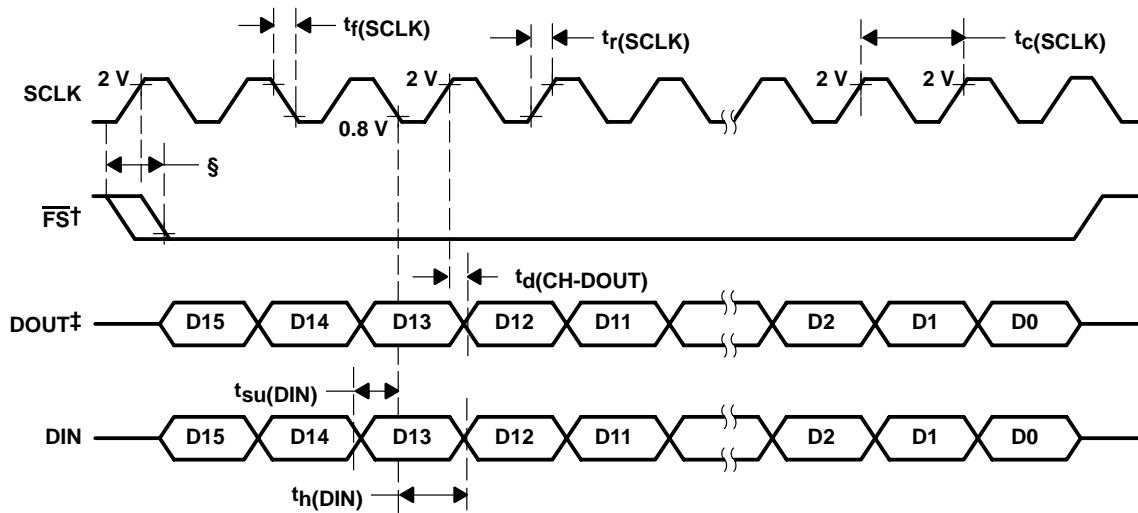 tf(SCLK)
tr(SCLK)
tc(SCLK)
SCLK
2 V
2 V
2 V
2 V
0.8 V
§
FS†
td(CH-DOUT)
DOUT‡
D15
D14
D13
D12
D11
D2
D1
D0
tsu(DIN)
DIN
D15
D14
D13
D12
D11
D2
D1
D0
th(DIN)